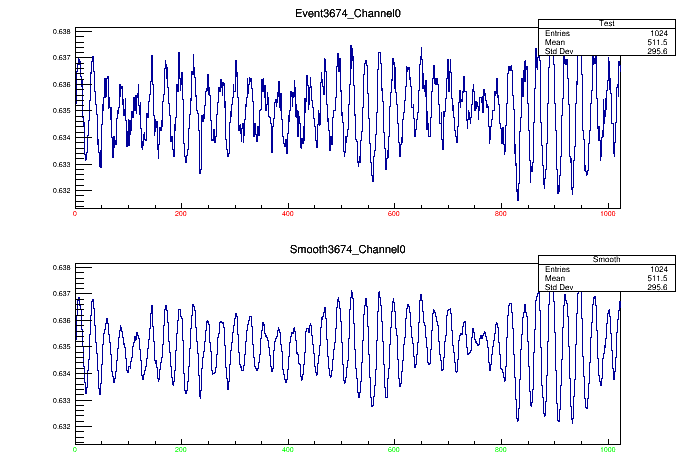 Event3674_Channel0
Test
Entries 1024
Mean 511.5
Std Dev 295.6
0.638
0.637
0.636
0.635
0.634
0.633
0.632
0 200 400 600 800 1000
Smooth3674_Channel0
Smooth
Entries 1024
Mean 511.5
Std Dev 295.6
0.638
0.637
0.636
0.635
0.634
0.633
0.632
0 200 400 600 800 1000